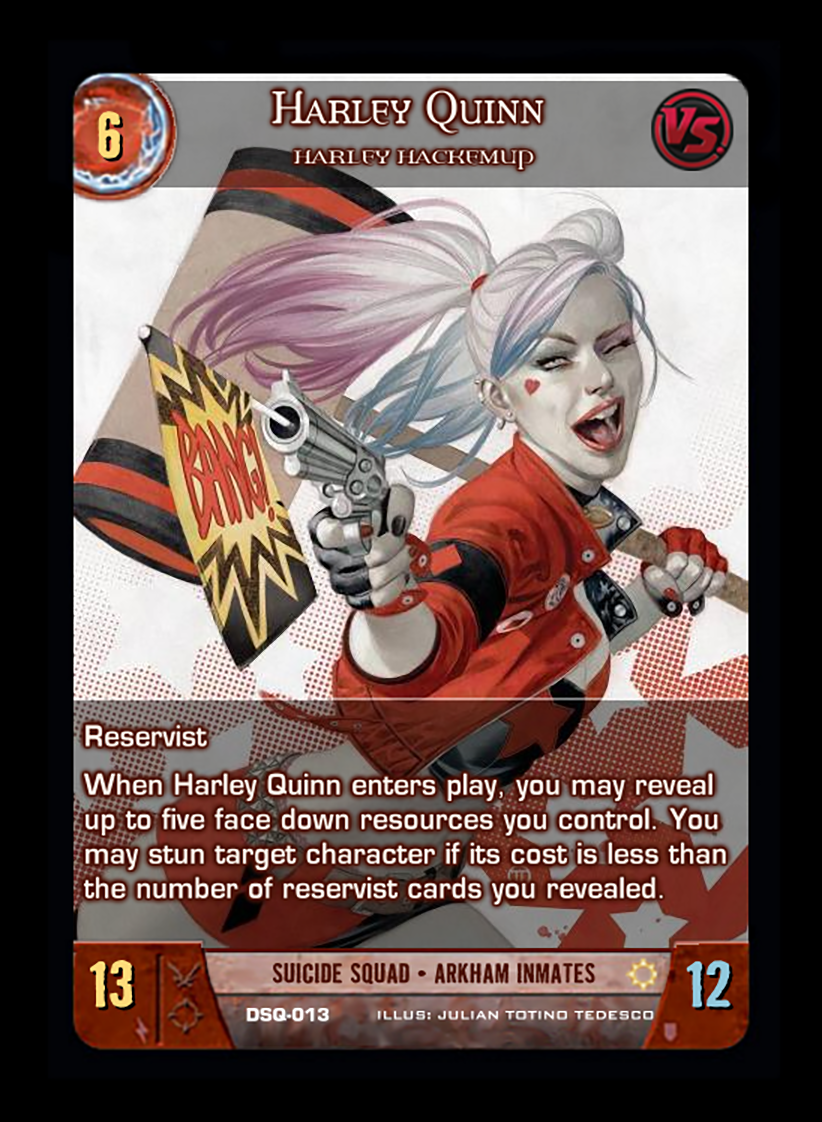 6
Harley Quinn
Harley Hackemup
VS.
BANG!
Reservist
When Harley Quinn enters play, you may reveal
up to five face down resources you control. You
may stun target character if its cost is less than
the number of reservist cards you revealed.
13
SUICIDE SQUAD • ARKHAM INMATES
12
DSQ-013
ILLUS: JULIAN TOTINO TEDESCO